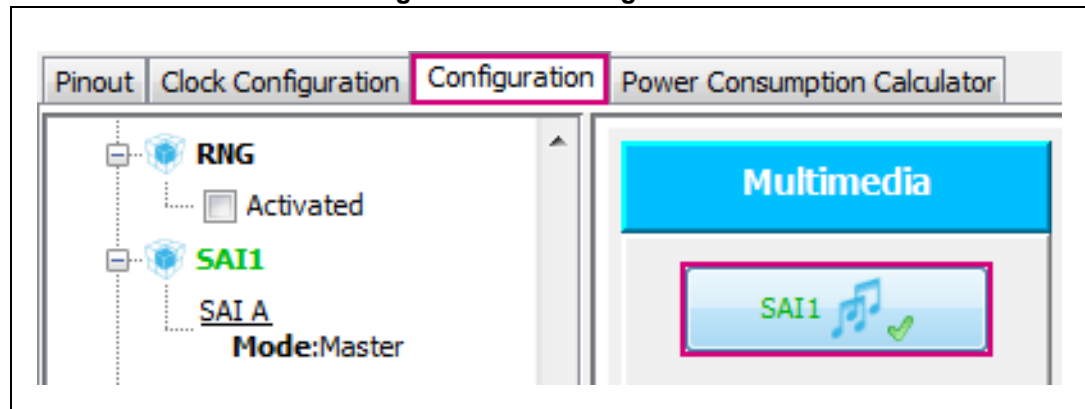 Pinout Clock Configuration Configuration Power Consumption Calculator
RNG
Activated
SAI1
SAI A
Mode:Master
Multimedia
SAI1